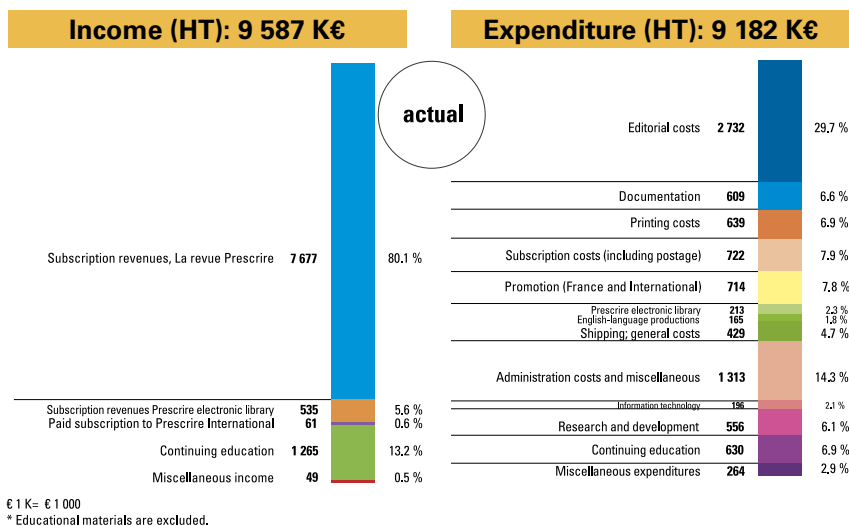 Income (HT): 9 587 K€
Expenditure (HT): 9 182 K€
actual
Subscription revenues, La revue Prescrire 7 677 80.1 %
Subscription revenues Prescrire electronic library 535 5.6 %
Paid subscription to Prescrire International 61 0.6 %
Continuing education 1 265 13.2 %
Miscellaneous income 49 0.5 %
Editorial costs 2 732 29.7 %
Documentation 609 6.6 %
Printing costs 639 6.9 %
Subscription costs (including postage) 722 7.9 %
Promotion (France and International) 714 7.8 %
Prescrire electronic library 213 2.3 %
English-language productions 165 1.8 %
Shipping; general costs 429 4.7 %
Administration costs and miscellaneous 1 313 14.3 %
Information technology 196 2.1 %
Research and development 556 6.1 %
Continuing education 630 6.9 %
Miscellaneous expenditures 264 2.9 %
€ 1 K= € 1 000
* Educational materials are excluded.